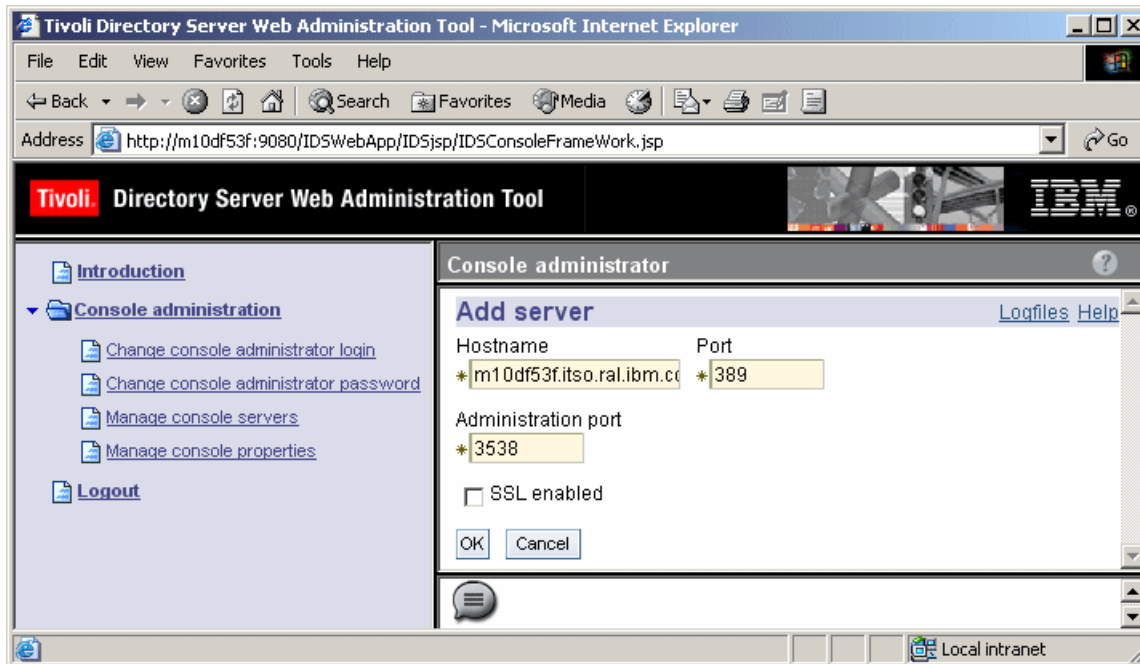 Tivoli Directory Server Web Administration Tool - Microsoft Internet Explorer
File Edit View Favorites Tools Help
Back Search Favorites Media
Address http://m10df53f:9080/IDSWebApp/IDSjsp/IDSConsoleFrameWork.jsp Go
Tivoli. Directory Server Web Administration Tool IBM®
Introduction
Console administration
Change console administrator login
Change console administrator password
Manage console servers
Manage console properties
Logout
Console administrator ?
Add server Logfiles Help
Hostname Port
* m10df53f.itso.ral.ibm.co * 389
Administration port
* 3538
SSL enabled
OK Cancel
Local intranet